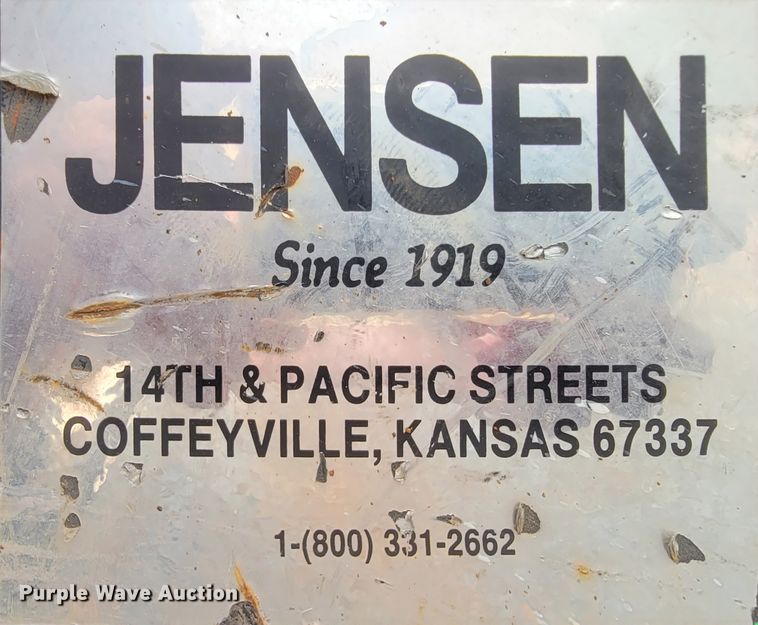 JENSEN
Since 1919
14TH & PACIFIC STREETS
COFFEYVILLE, KANSAS 67337
1-(800) 331-2662
Purple Wave Auction